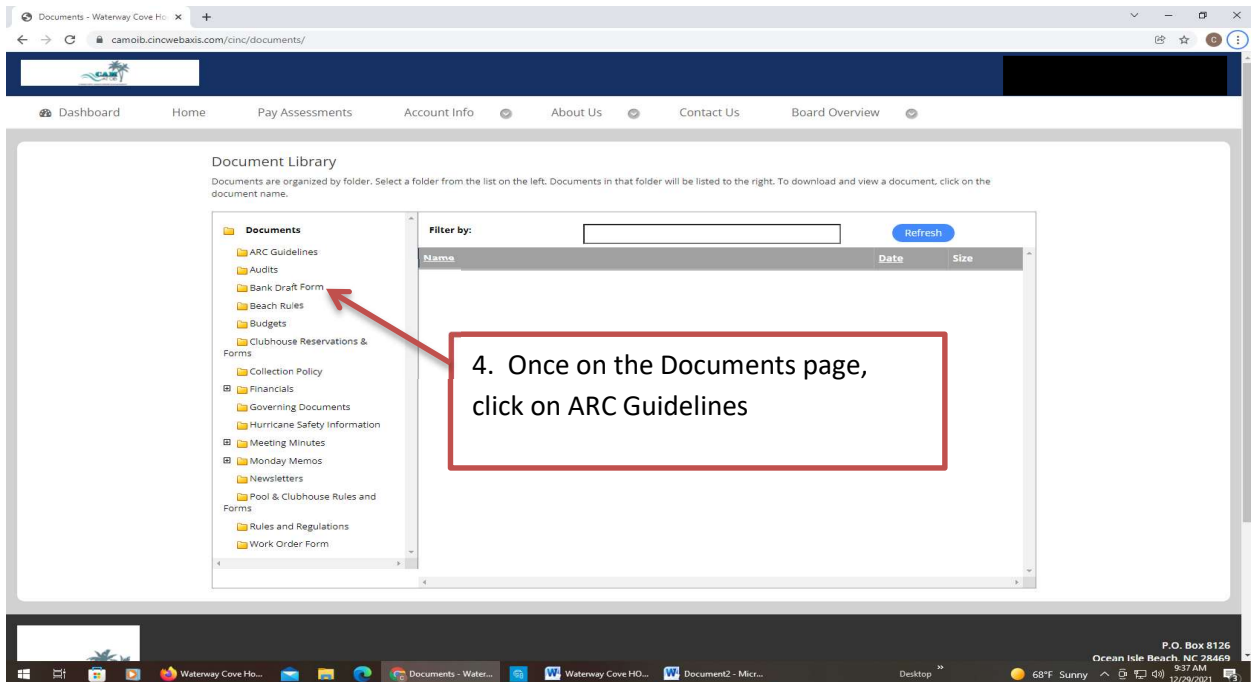 Documents - Waterway Cove Ho
camoib.cincwebaxis.com/cinc/documents/
C
CAM
Dashboard Home Pay Assessments Account Info About Us Contact Us Board Overview
Document Library
Documents are organized by folder. Select a folder from the list on the left. Documents in that folder will be listed to the right. To download and view a document, click on the
document name.
Documents
ARC Guidelines
Audits
Bank Draft Form
Beach Rules
Budgets
Clubhouse Reservations &
Forms
Collection Policy
Financials
Governing Documents
Hurricane Safety Information
Meeting Minutes
Monday Memos
Newsletters
Pool & Clubhouse Rules and
Forms
Rules and Regulations
Work Order Form
Filter by: Refresh
Name Date Size
4. Once on the Documents page,
click on ARC Guidelines
P.O. Box 8126
Ocean Isle Beach, NC 28469
Waterway Cove Ho... Documents - Water... Waterway Cove HO... Document2 - Micr... Desktop 68°F Sunny 9:37 AM
12/29/2021